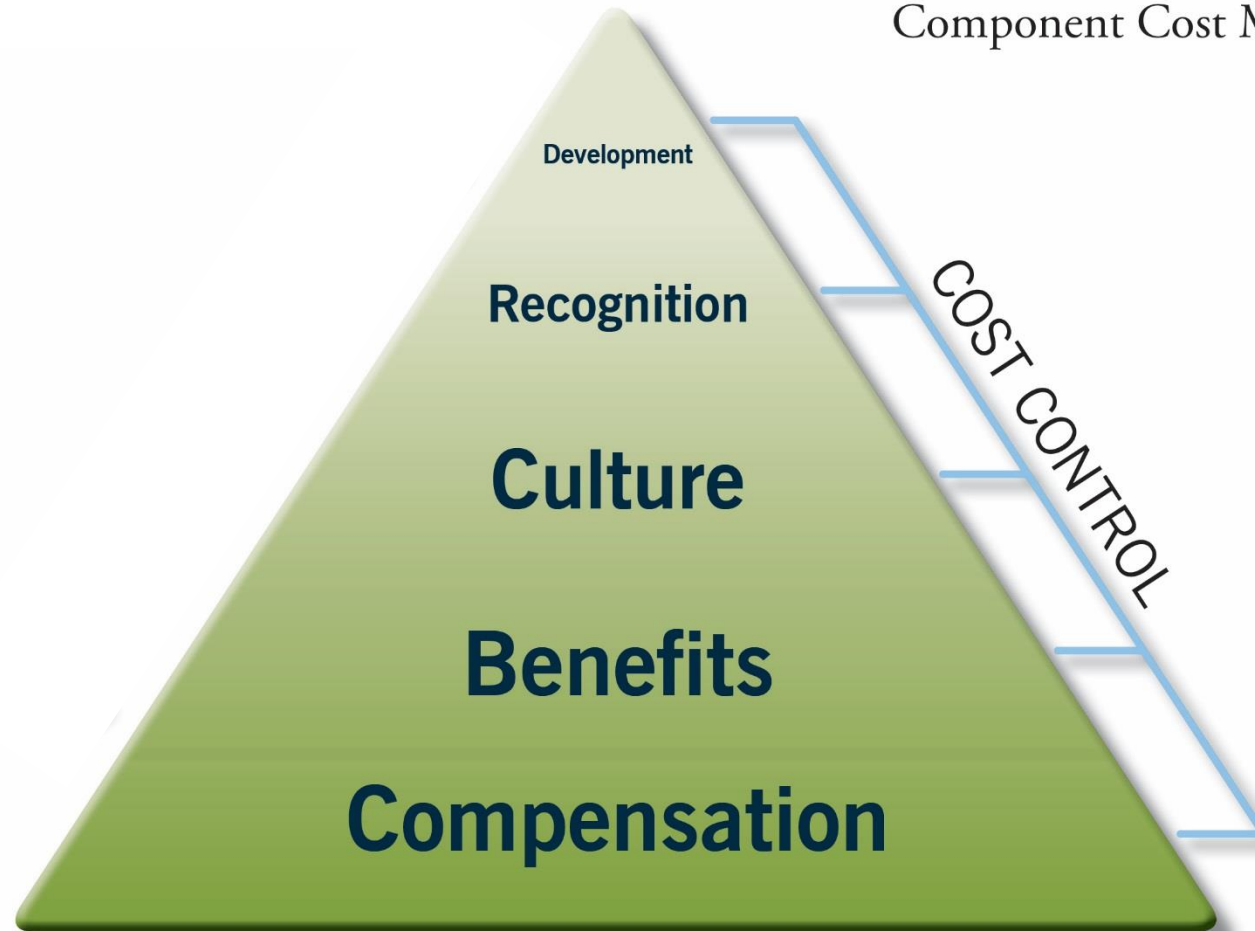 Component Cost M
Development
Recognition
Culture
Benefits
Compensation
COST CONTROL